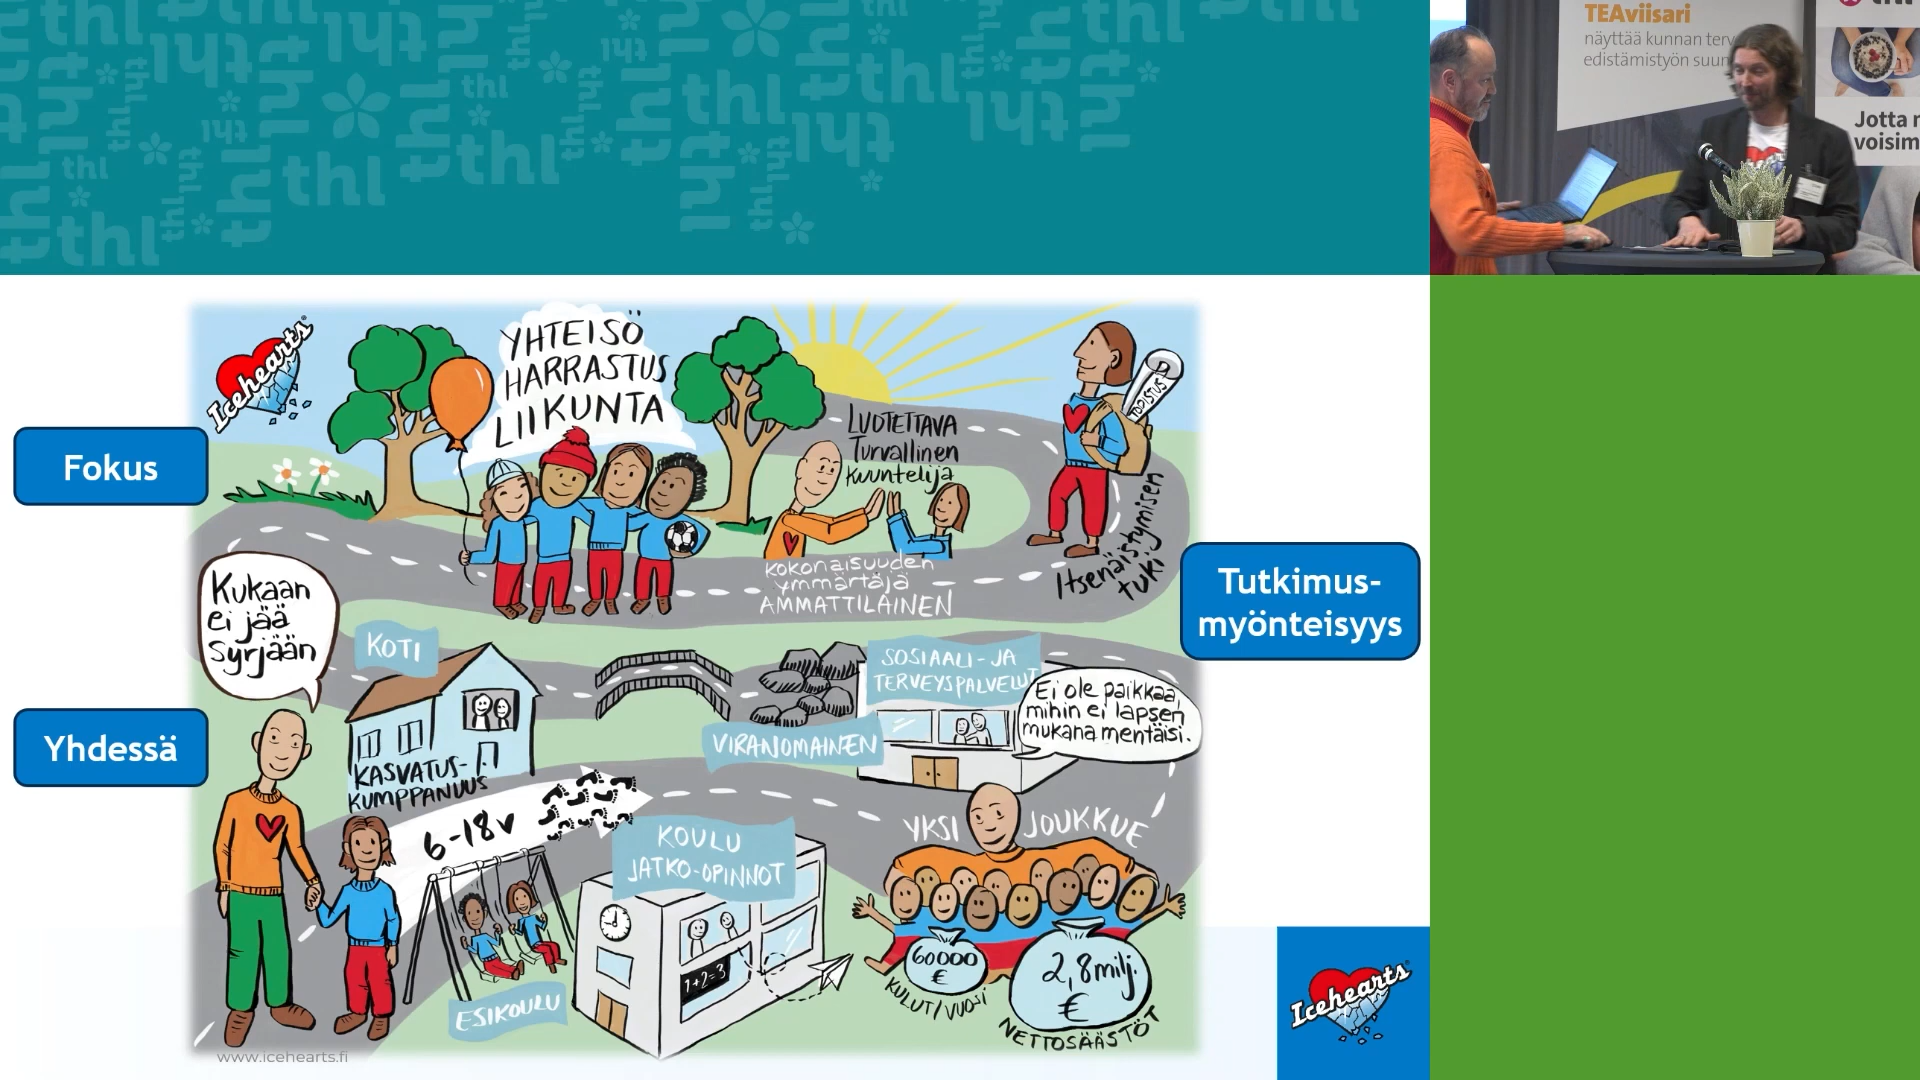 thl
TEAviisari
näyttää kunnan terv
edistämistyön suun
Jotta
voisim
Icehearts
YHTEISÖ
HARRASTUS
LIIKUNTA
LUOTETTAVA
Turvallinen
Kuuntelija
KOKONAISUUDEN
ymmärtäjä
AMMATTILAINEN
TODISTUS
Itsenäistymisen
tuki
Fokus
Yhdessä
Tutkimus-
myönteisyys
Kukaan
ei jää
Syrjään
KOTI
KASVATUS-
KUMPPANUUS
SOSIAALI- JA
TERVEYSPALVELUT
Ei ole paikkaa,
mihin ei lapsen
mukana mentäisi.
VIRANOMAINEN
6-18v
KOULU
JATKO-OPINNOT
1+2=3
ESIKOULU
YKSI JOUKKUE
60000
€
KULUT/VUOSI
2,8milj.
€
NETTOSÄÄSTÖT
www.icehearts.fi
Icehearts